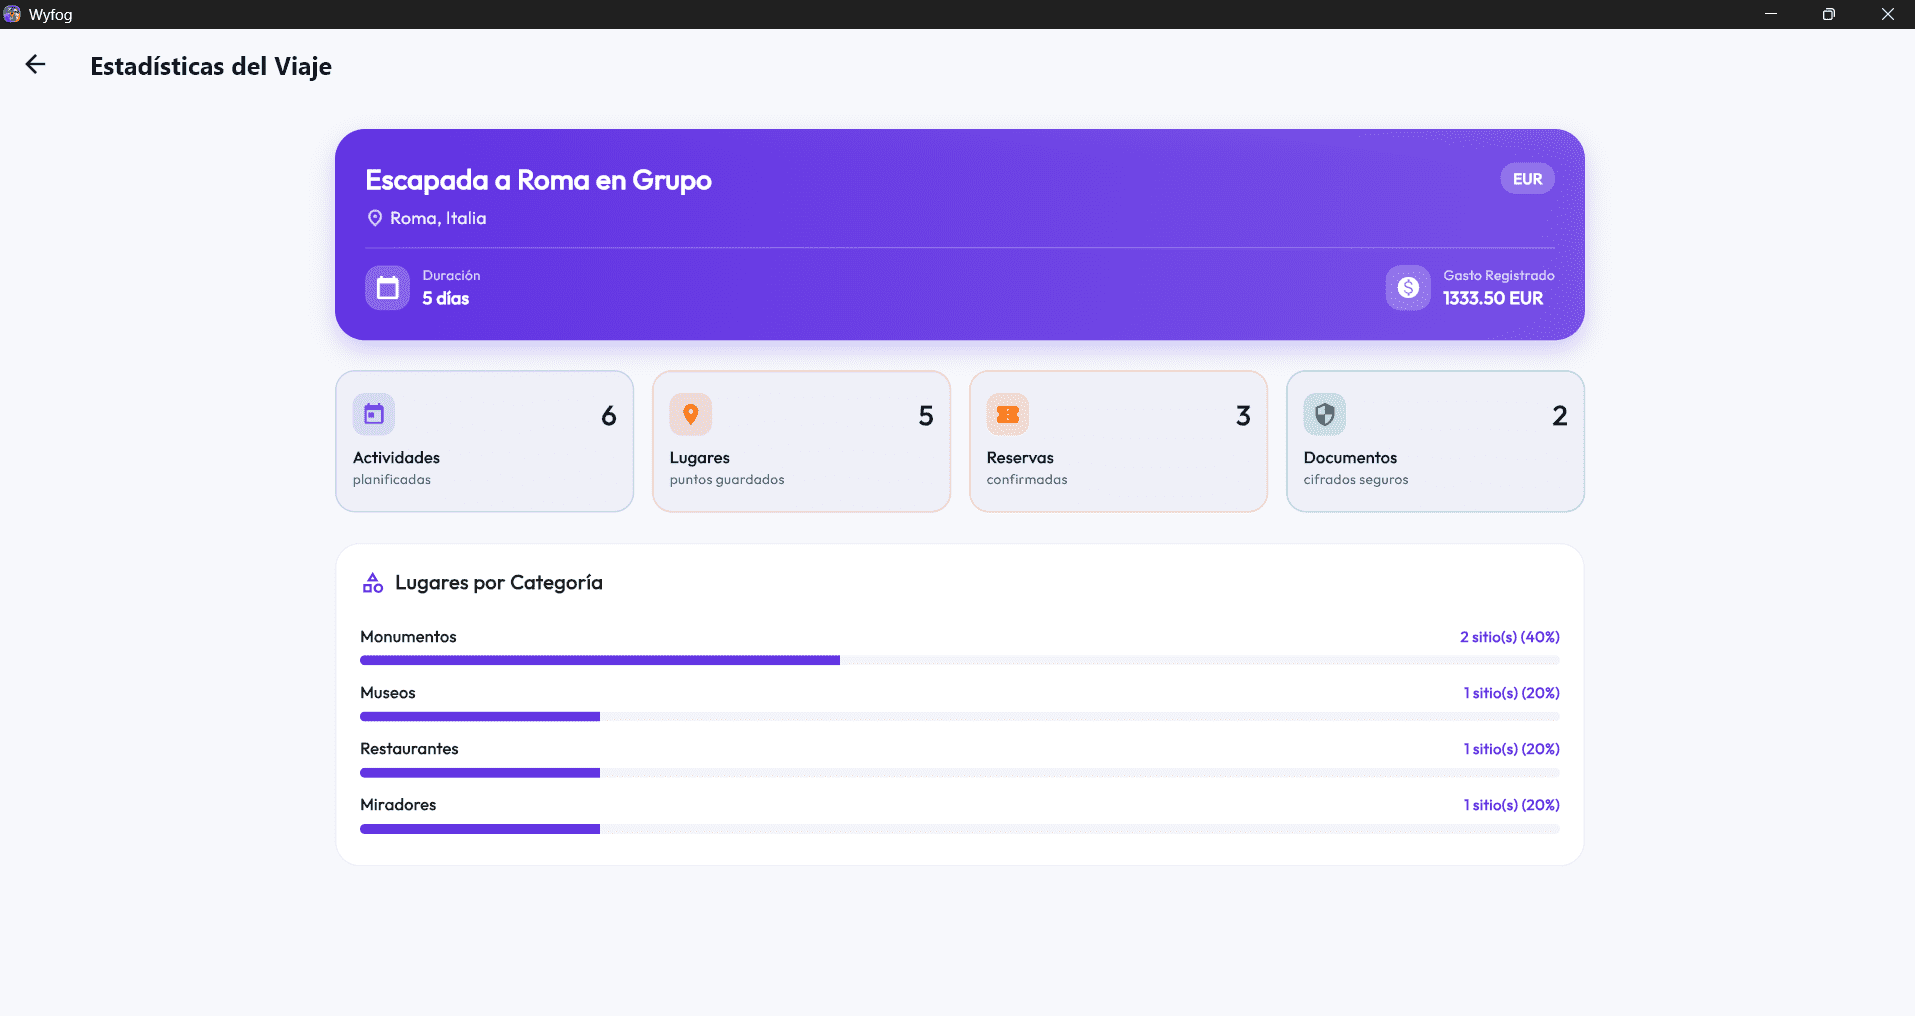 Wyfog
Estadísticas del Viaje
Escapada a Roma en Grupo
EUR
Roma, Italia
Duración
5 días
Gasto Registrado
1333.50 EUR
6
Actividades
planificadas
5
Lugares
puntos guardados
3
Reservas
confirmadas
2
Documentos
cifrados seguros
Lugares por Categoría
Monumentos
2 sitio(s) (40%)
Museos
1 sitio(s) (20%)
Restaurantes
1 sitio(s) (20%)
Miradores
1 sitio(s) (20%)